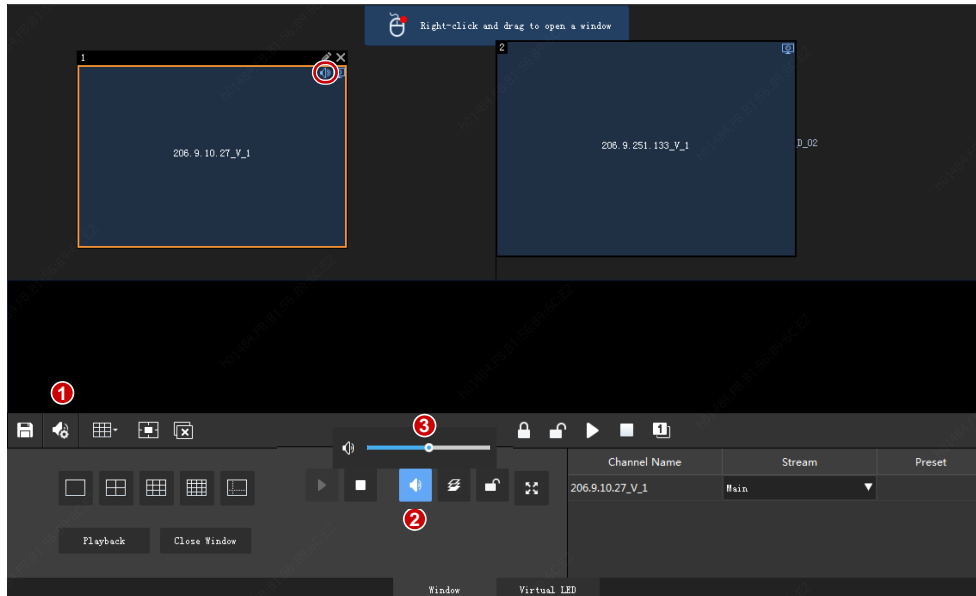 Right-click and drag to open a window
1
2
206.9.10.27_V_1
206.9.251.133_V_1
D_02
1
3
1
Channel Name Stream Preset
206.9.10.27_V_1 Main
2
Playback Close Window
Window Virtual LED